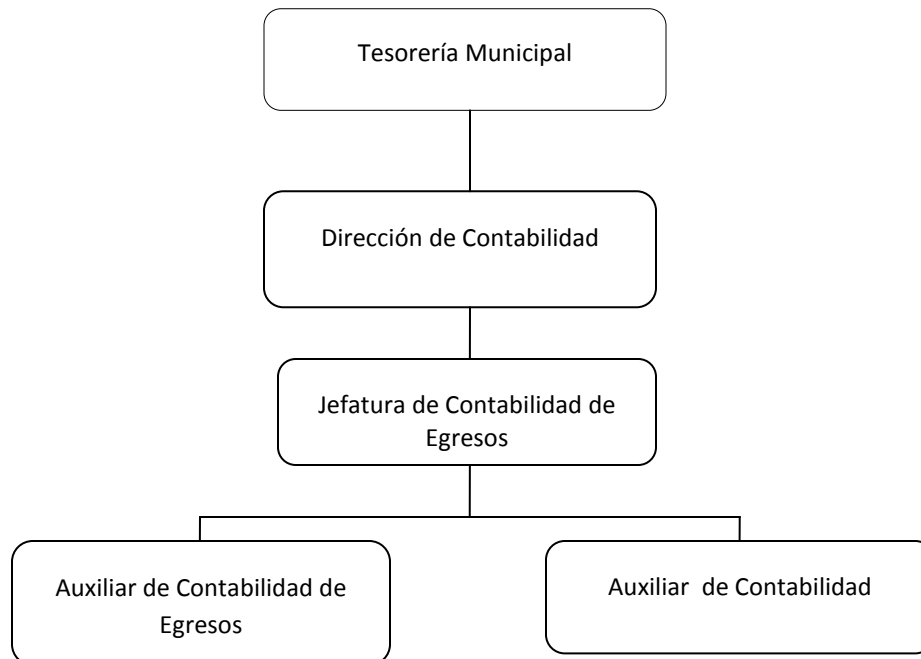 Tesorería Municipal
Dirección de Contabilidad
Jefatura de Contabilidad de
Egresos
Auxiliar de Contabilidad de
Egresos
Auxiliar  de Contabilidad